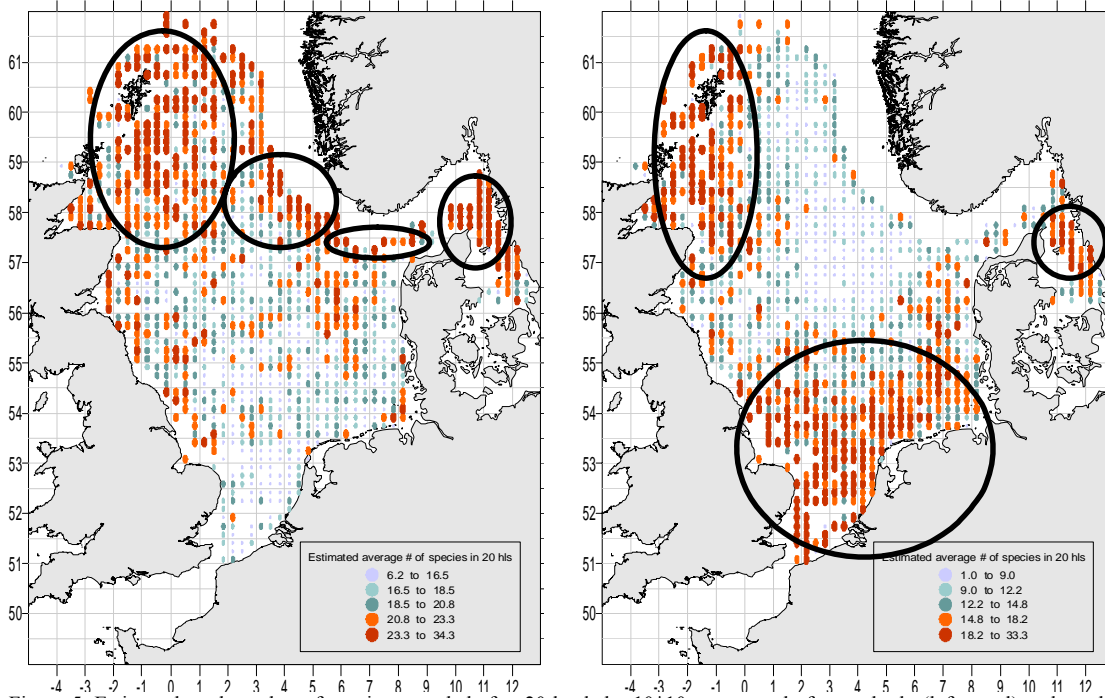 61
60
59
58
57
56
55
54
53
52
51
50
Estimated average # of species in 20 hls
6.2 to 16.5
16.5 to 18.5
18.5 to 20.8
20.8 to 23.3
23.3 to 34.3
-4 -3 -2 -1 0 1 2 3 4 5 6 7 8 9 10 11 12
61
60
59
58
57
56
55
54
53
52
51
50
Estimated average # of species in 20 hls
1.0 to 9.0
9.0 to 12.2
12.2 to 14.8
14.8 to 18.2
18.2 to 33.3
-4 -3 -2 -1 0 1 2 3 4 5 6 7 8 9 10 11 12